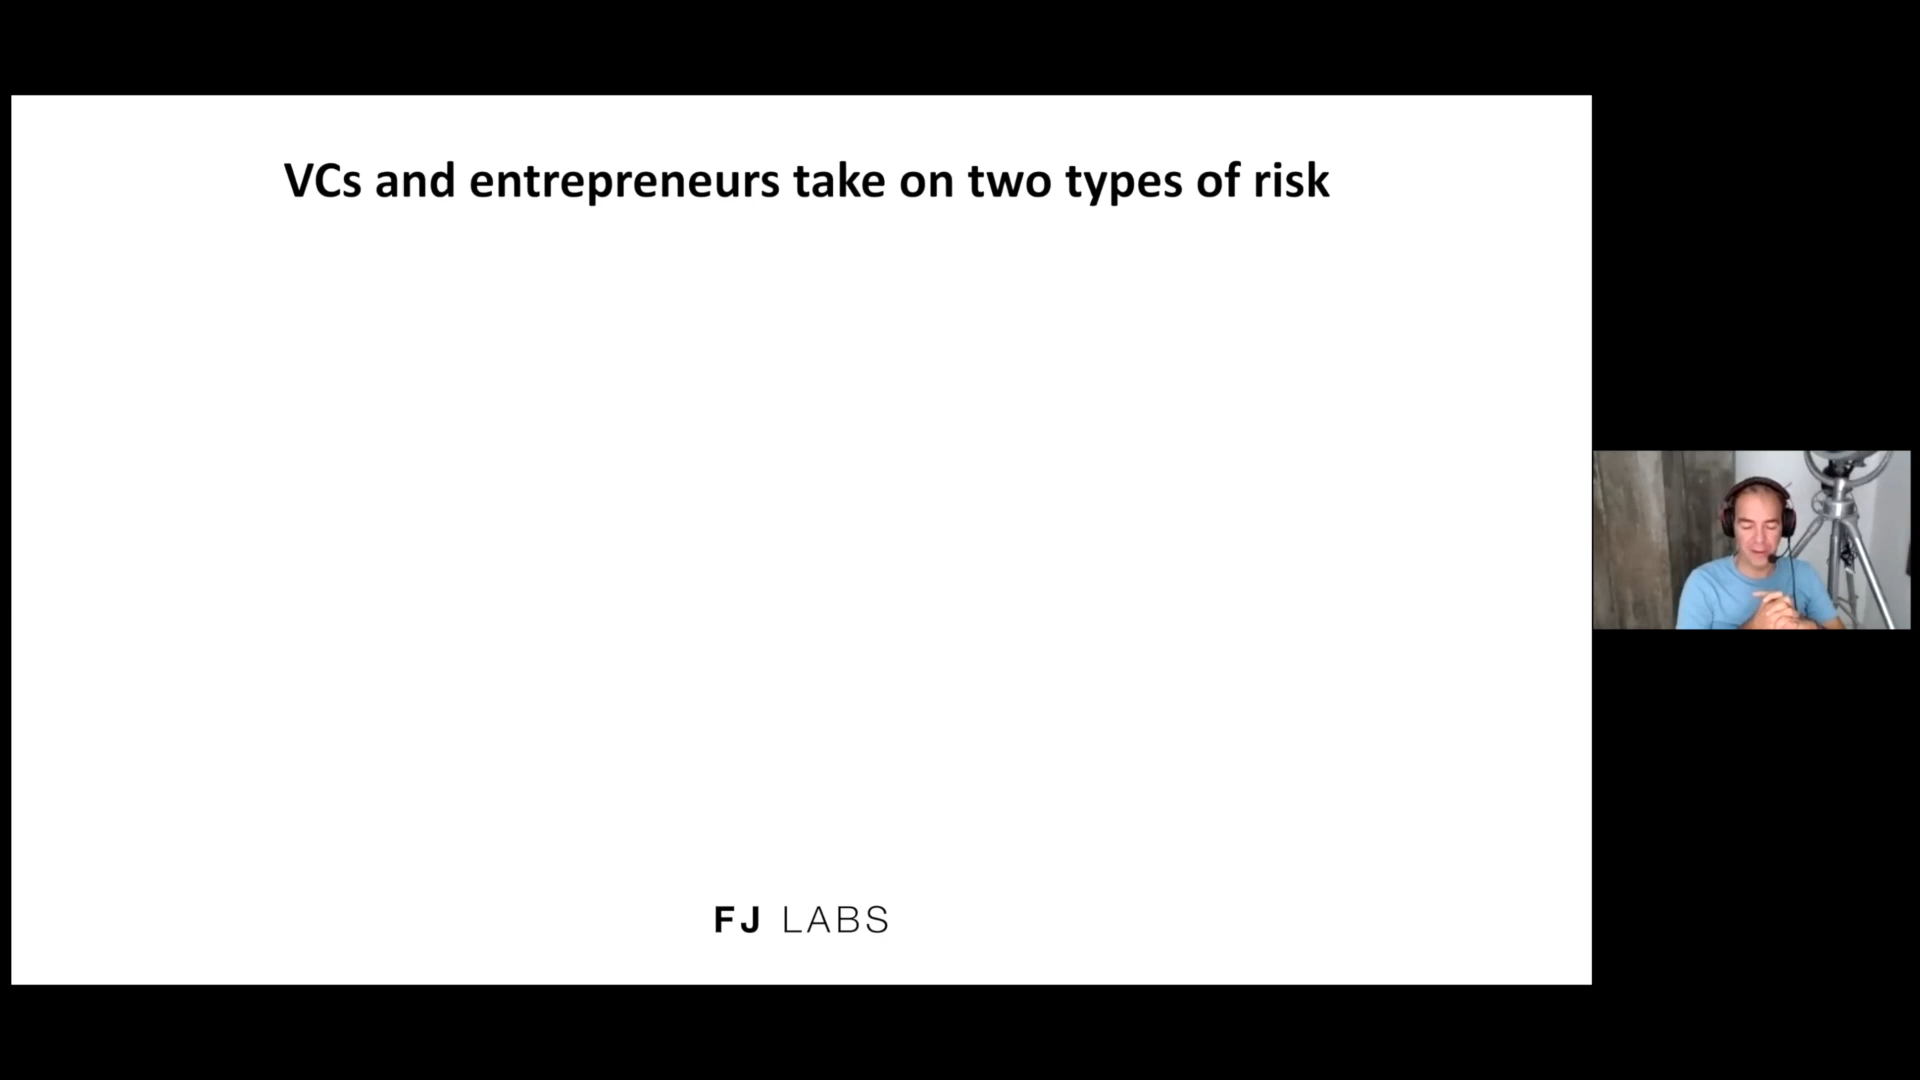 VCs and entrepreneurs take on two types of risk
FJ LABS